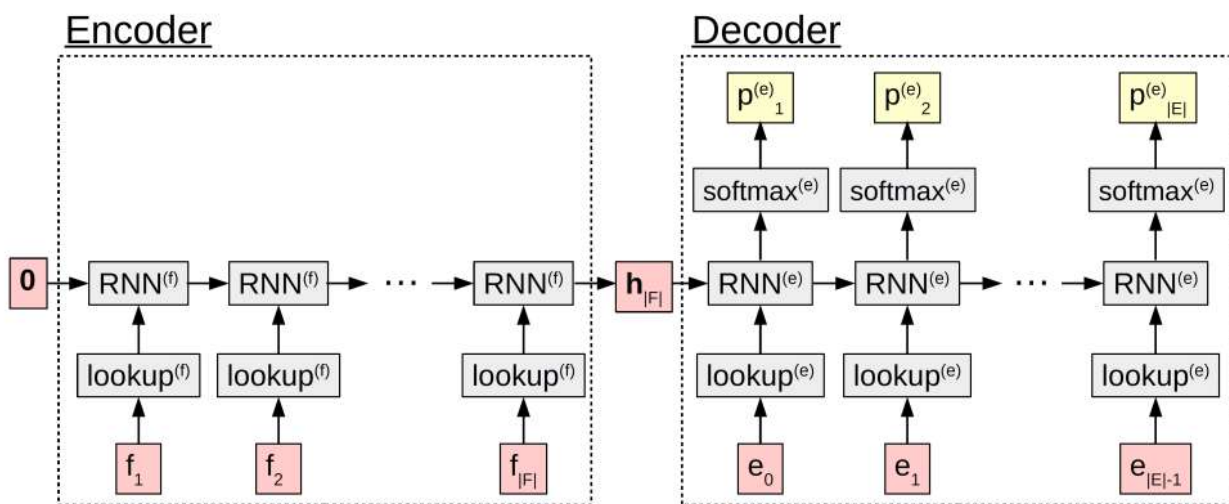 Encoder Decoder
p(e)1 p(e)2 p(e)|E|
softmax(e) softmax(e) softmax(e)
0 RNN(f) RNN(f) ... RNN(f) h|F| RNN(e) RNN(e) ... RNN(e)
lookup(f) lookup(f) lookup(f) lookup(e) lookup(e) lookup(e)
f1 f2 f|F| e0 e1 e|E|-1